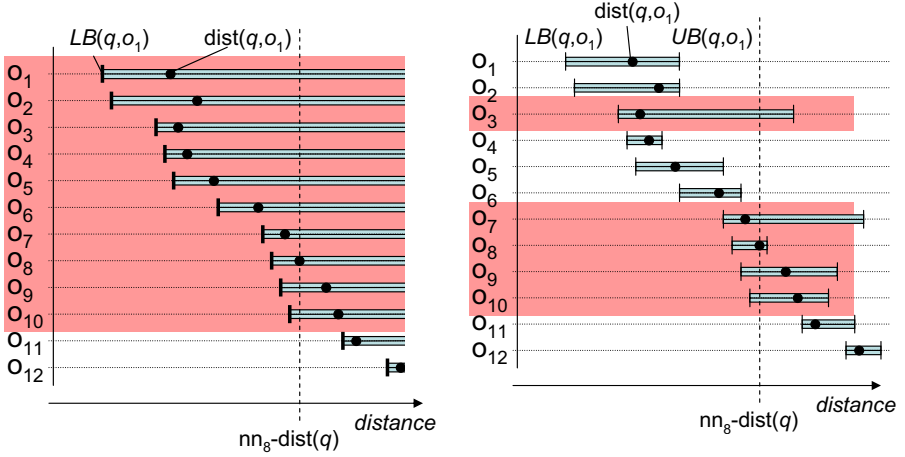 LB(q,o₁) dist(q,o₁)
o₁
o₂
o₃
o₄
o₅
o₆
o₇
o₈
o₉
o₁₀
o₁₁
o₁₂
distance
nn₈-dist(q)
dist(q,o₁)
LB(q,o₁) UB(q,o₁)
o₁
o₂
o₃
o₄
o₅
o₆
o₇
o₈
o₉
o₁₀
o₁₁
o₁₂
distance
nn₈-dist(q)